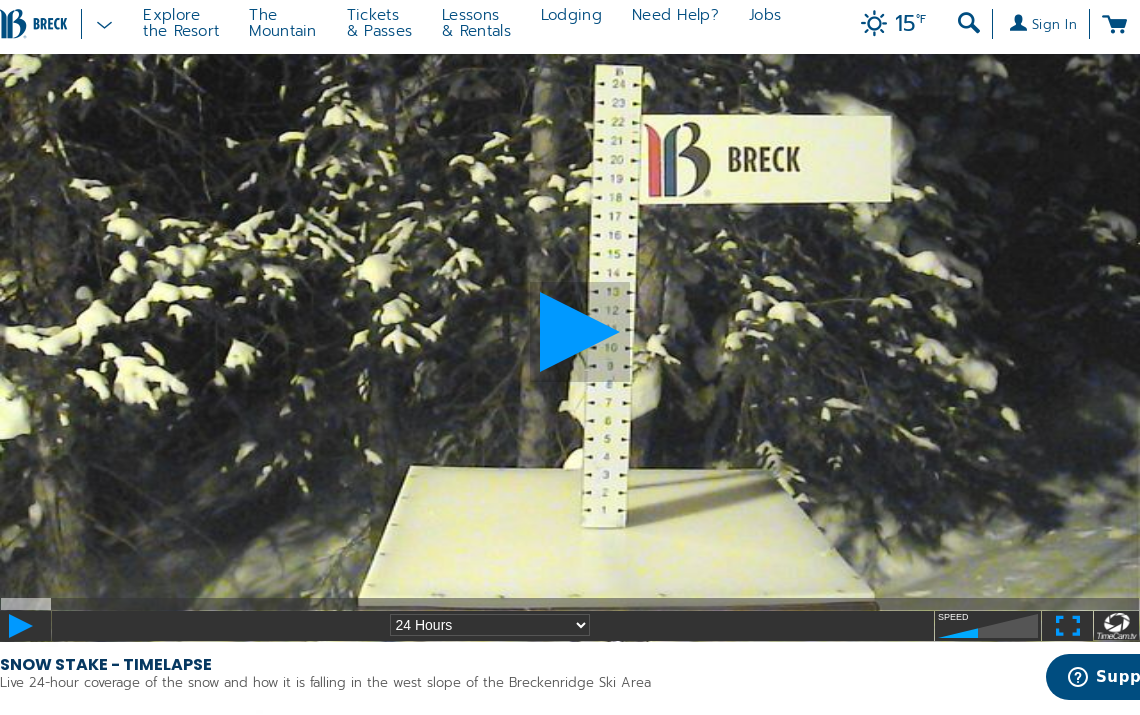 BRECK
Explore
the Resort
The
Mountain
Tickets
& Passes
Lessons
& Rentals
Lodging
Need Help?
Jobs
15°F
Sign In
24
23
22
21
20
19
18
17
16
15
14
13
12
10
9
8
7
6
5
4
3
2
1
BRECK
24 Hours
SPEED
TimeCam.tv
SNOW STAKE - TIMELAPSE
Live 24-hour coverage of the snow and how it is falling in the west slope of the Breckenridge Ski Area
Supp